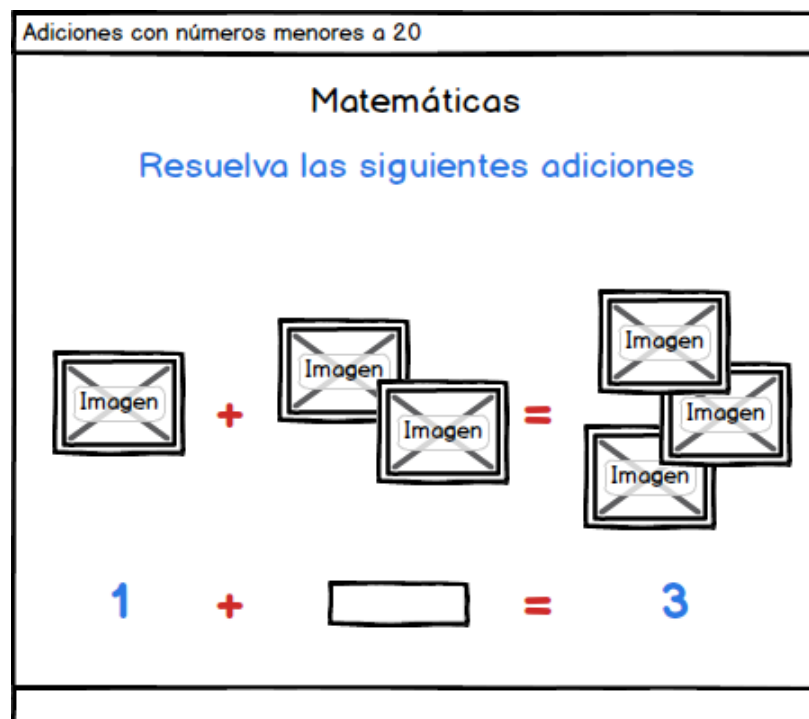 Adiciones con números menores a 20
Matemáticas
Resuelva las siguientes adiciones
Imagen
+
Imagen
Imagen
=
Imagen
Imagen
Imagen
1 + = 3